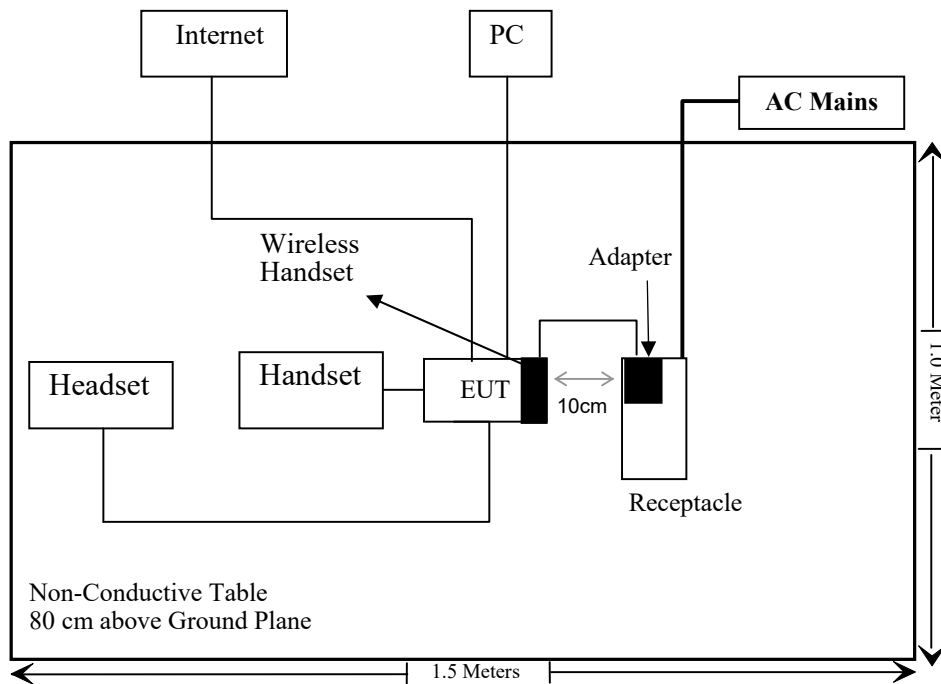 Internet
PC
AC Mains
Wireless
Handset
Adapter
Headset
Handset
EUT
10cm
1.0 Meter
Receptacle
Non-Conductive Table
80 cm above Ground Plane
1.5 Meters